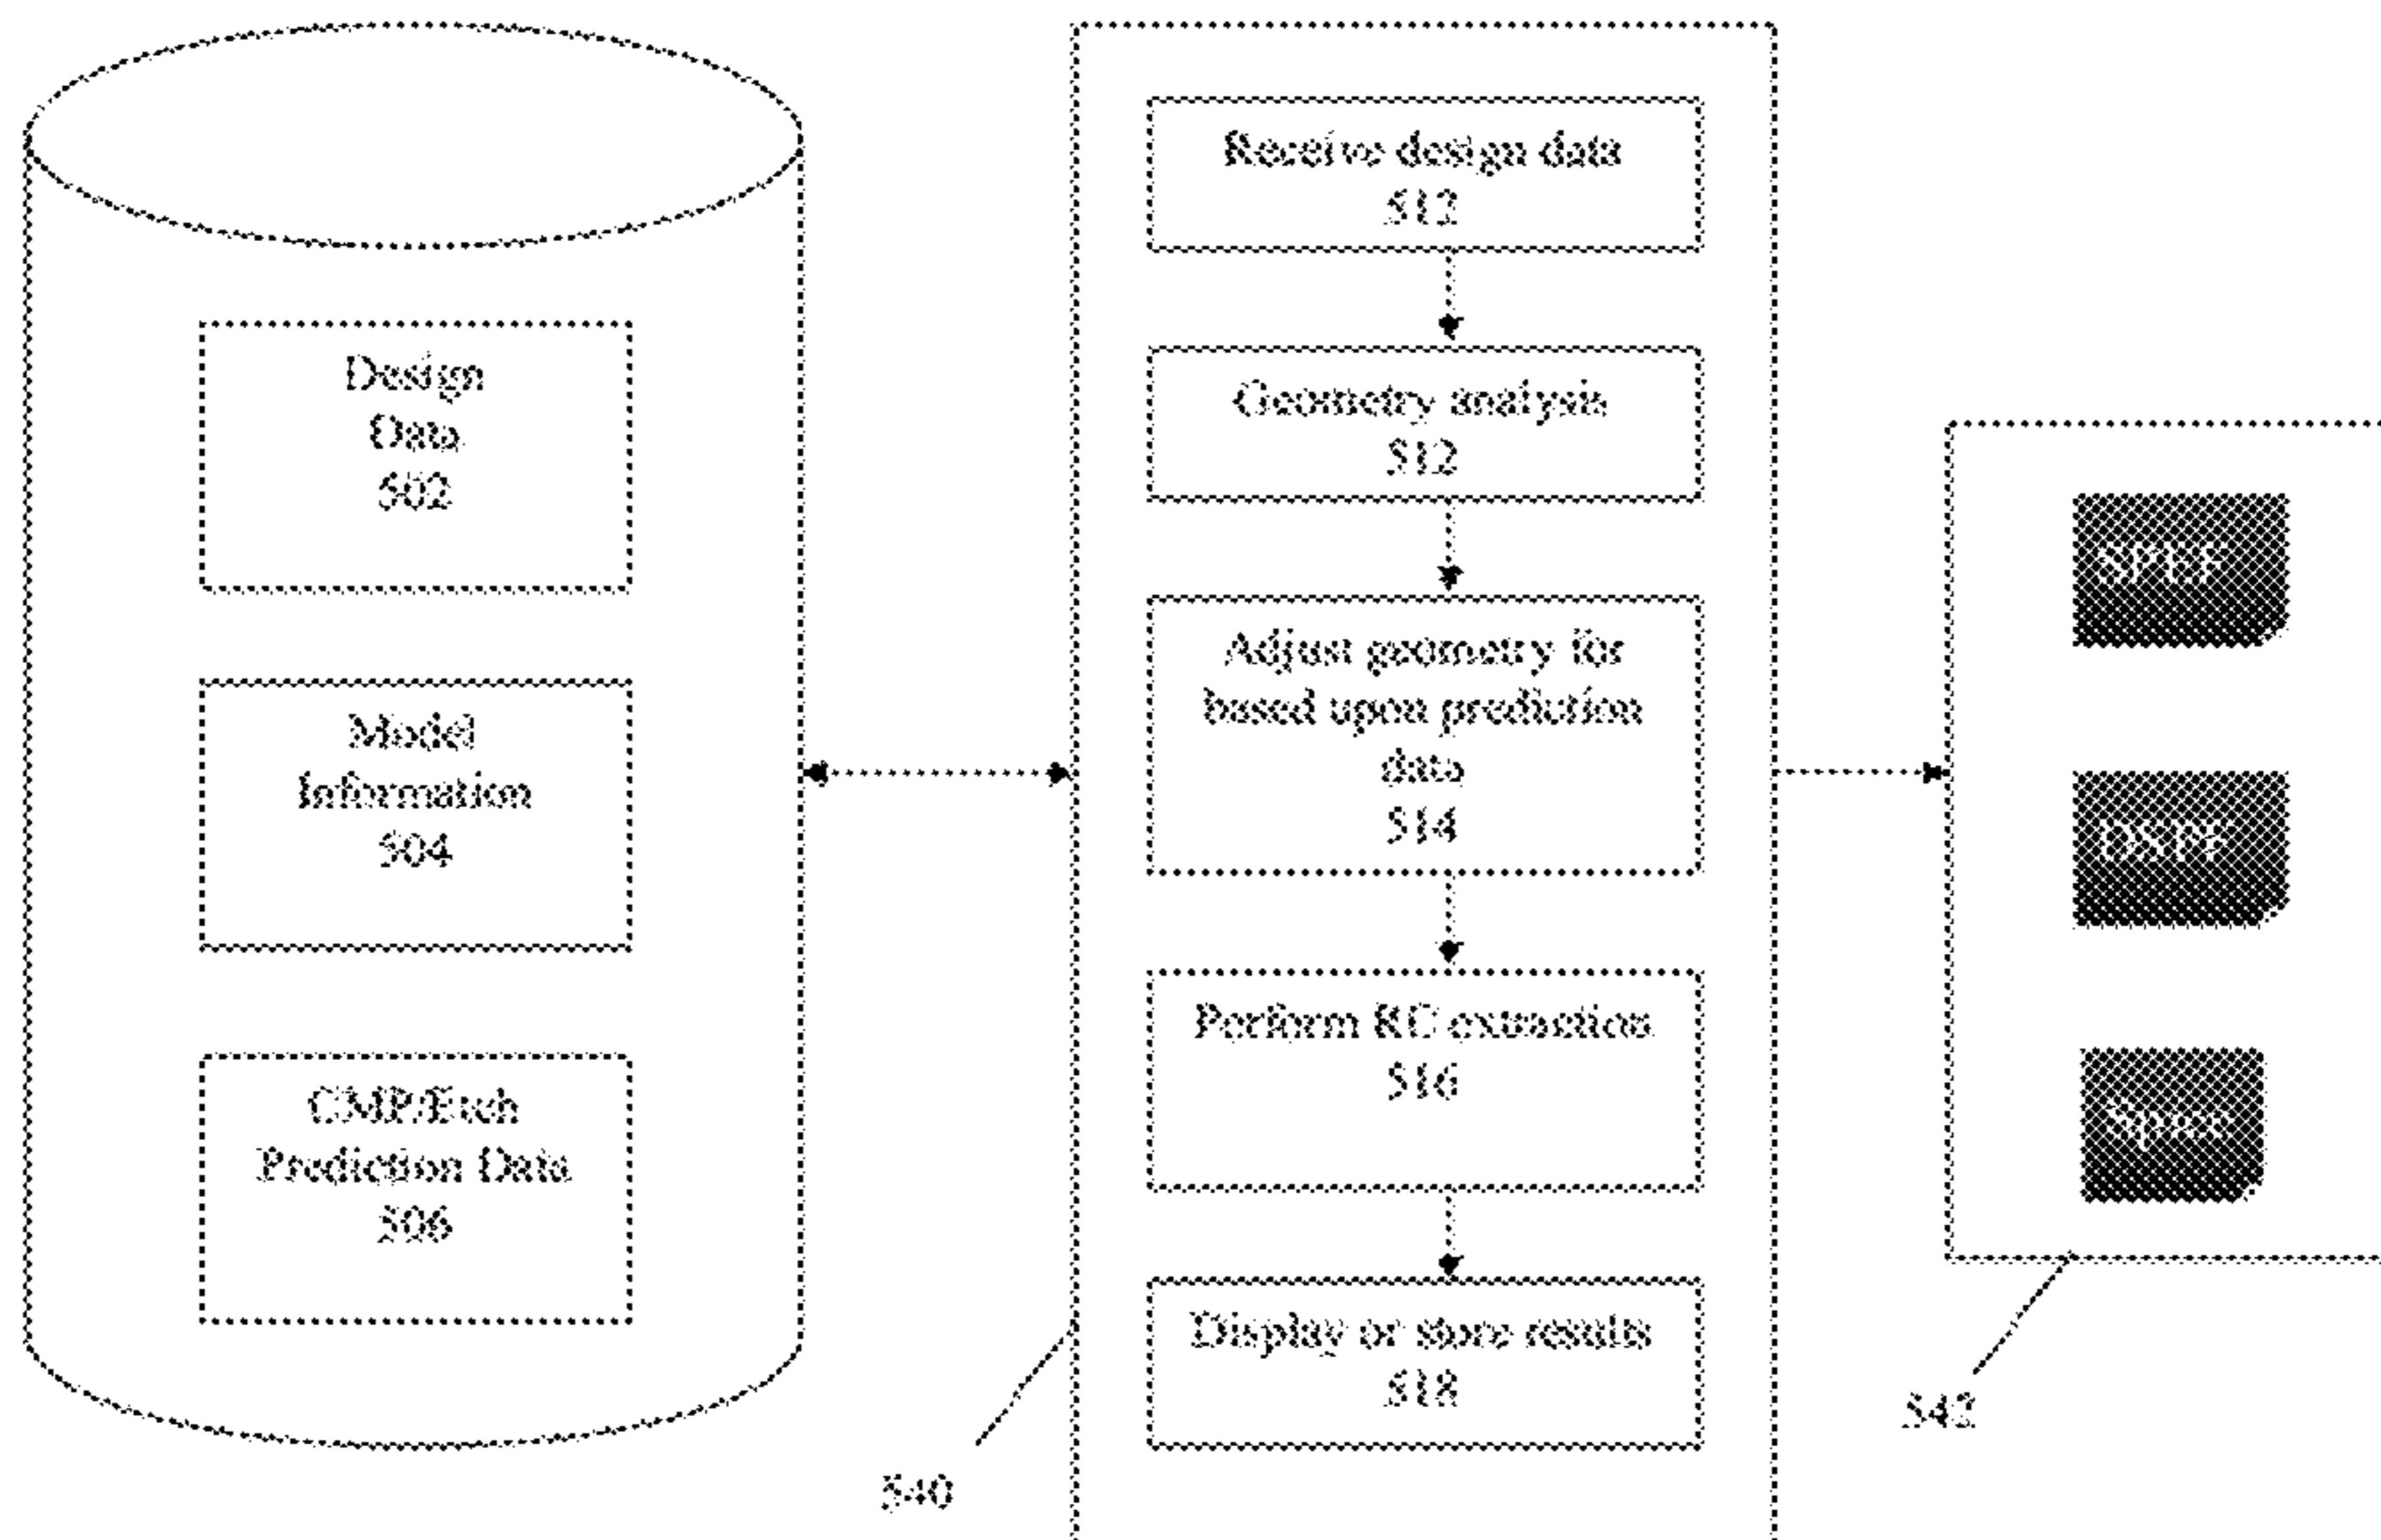 Design
Data
502
Model
Information
504
CMP/Etch
Prediction Data
506
Receive design data
512
Geometry analysis
512
Adjust geometry for
based upon prediction
data
514
Perform RC extraction
516
Display or store results
518
540
SPEF
DSPF
Spice
542